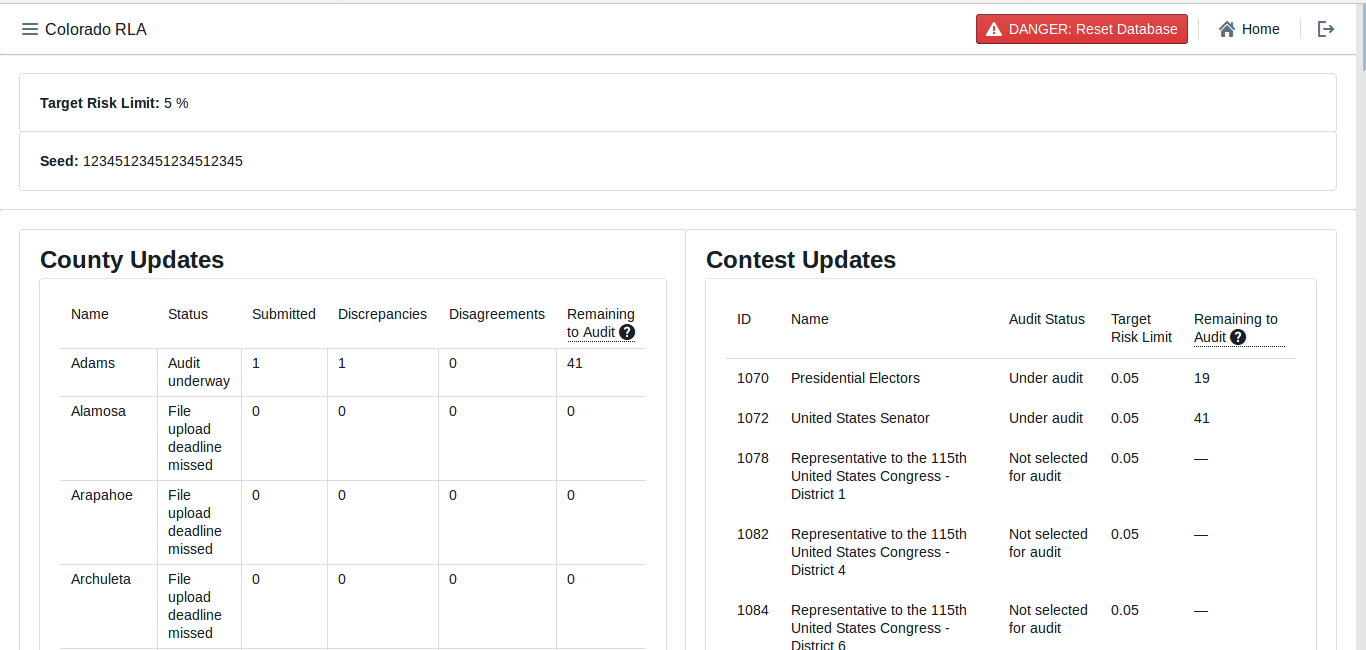 Colorado RLA
DANGER: Reset Database
Home
Target Risk Limit: 5 %
Seed: 12345123451234512345
County Updates
Name Status Submitted Discrepancies Disagreements Remaining
to Audit ?
Adams Audit 1 1 0 41
underway
Alamosa File 0 0 0 0
upload
deadline
missed
Arapahoe File 0 0 0 0
upload
deadline
missed
Archuleta File 0 0 0 0
upload
deadline
missed
Contest Updates
ID Name Audit Status Target Remaining to
Risk Limit Audit ?
1070 Presidential Electors Under audit 0.05 19
1072 United States Senator Under audit 0.05 41
1078 Representative to the 115th Not selected 0.05 —
United States Congress - for audit
District 1
1082 Representative to the 115th Not selected 0.05 —
United States Congress - for audit
District 4
1084 Representative to the 115th Not selected 0.05 —
United States Congress - for audit
District 6